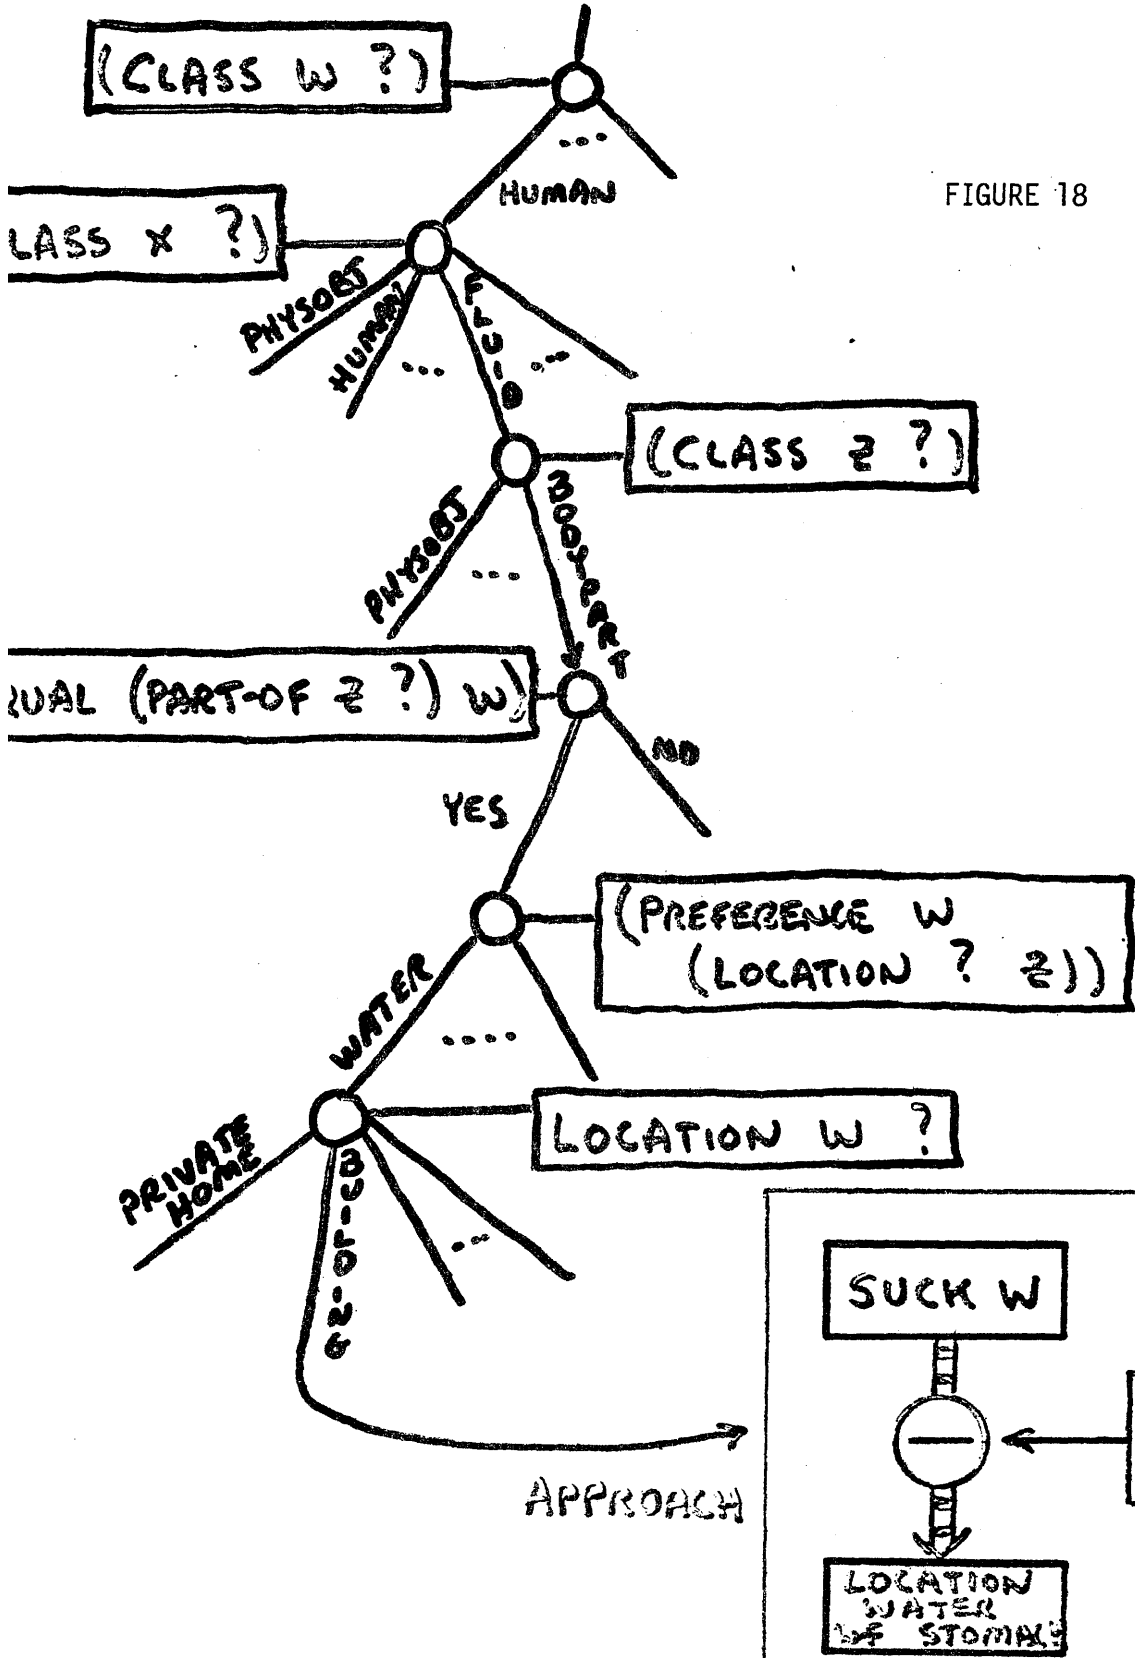 (CLASS W ?)
HUMAN
FIGURE 18
LASS X ?)
PHYSOBJ
HUMAN
FLUID
(CLASS Z ?)
PHYSOBJ
BODYPART
QUAL (PART-OF Z ?) W)
NO
YES
(PREFERENCE W
(LOCATION ? Z))
WATER
LOCATION W ?
PRIVATE
HOME
BUILDING
SUCK W
APPROACH
LOCATION
WATER
STOMACH